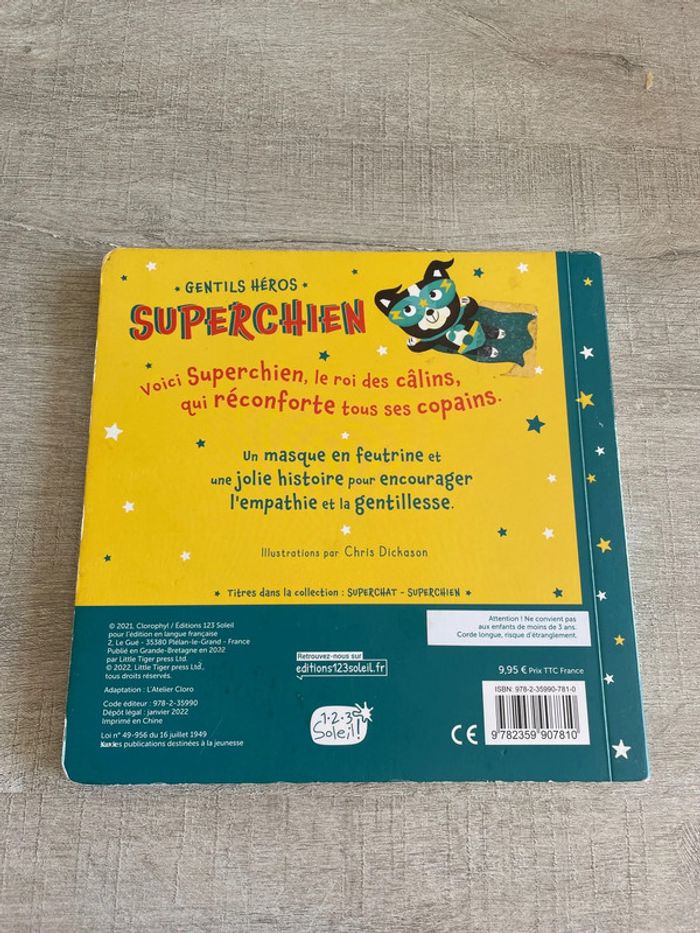 GENTILS HÉROS
SUPERCHIEN
Voici Superchien, le roi des câlins,
qui réconforte tous ses copains.
Un masque en feutrine et
une jolie histoire pour encourager
l'empathie et la gentillesse.
Illustrations par Chris Dickason
Titres dans la collection : SUPERCHAT - SUPERCHIEN
© 2021, Clorophyl / Éditions 123 Soleil
pour l'édition en langue française
2, Le Gué - 35380 Plélan-le-Grand - France
Publié en Grande-Bretagne en 2022
par Little Tiger press Ltd.
© 2022, Little Tiger press Ltd,
tous droits réservés.
Adaptation : L'Atelier Cloro
Code éditeur : 978-2-35990
Dépôt légal : janvier 2022
Imprimé en Chine
Loi n° 49-956 du 16 juillet 1949
les publications destinées à la jeunesse
Retrouvez-nous sur
editions123soleil.fr
1·2·3
Soleil!
Attention ! Ne convient pas
aux enfants de moins de 3 ans.
Corde longue, risque d'étranglement.
9,95 € Prix TTC France
ISBN: 978-2-35990-781-0
9 782359 907810
CE